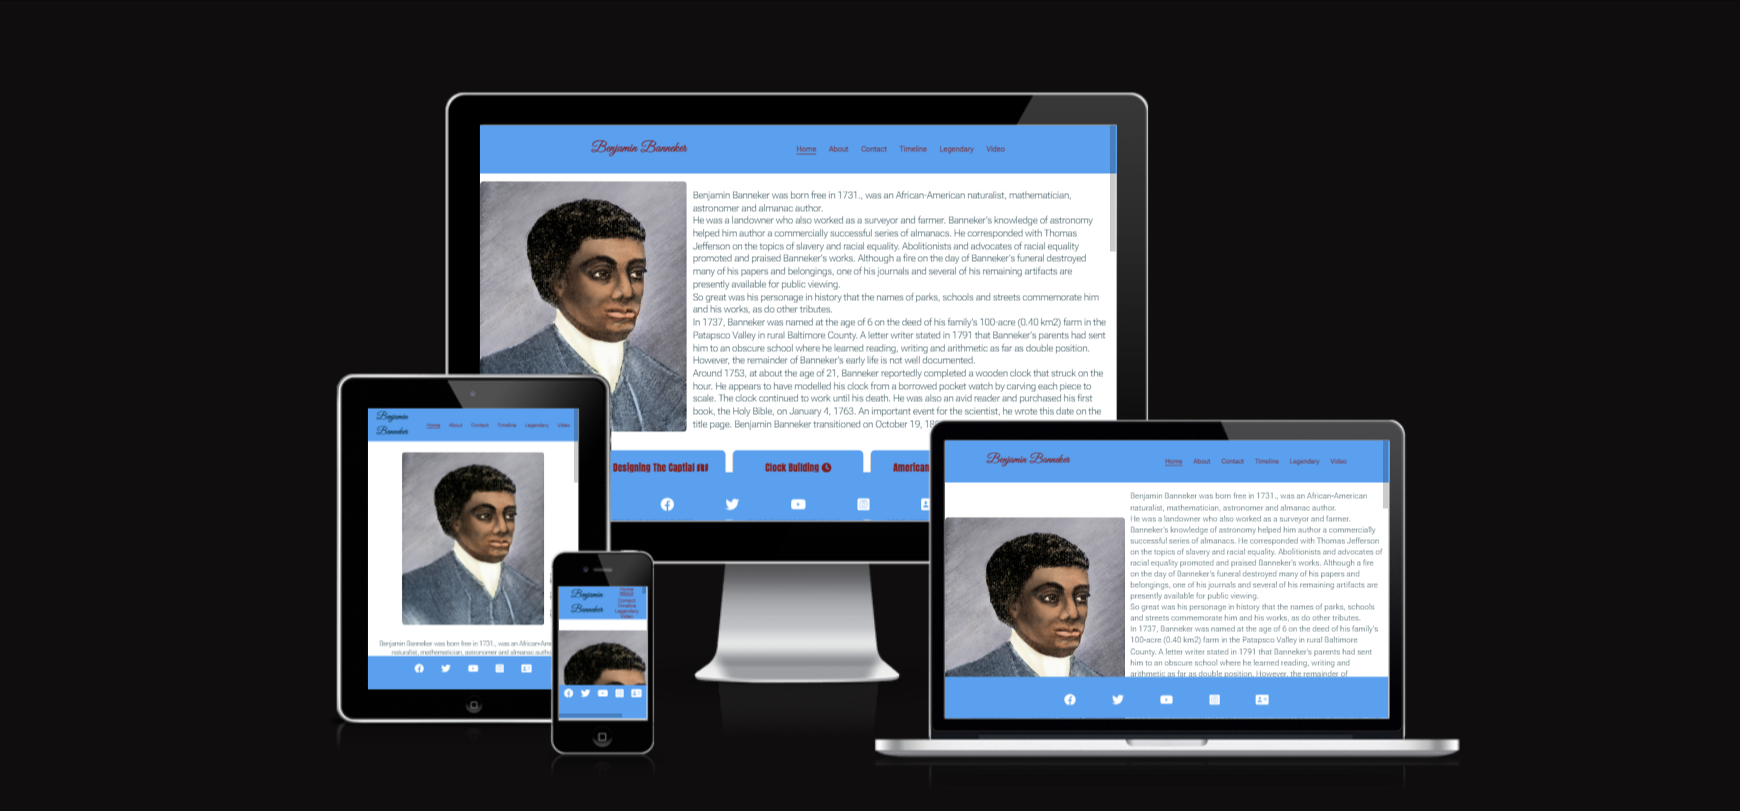 Benjamin Banneker
Home About Contact Timeline Legendary Video
Benjamin Banneker was born free in 1731., was an African-American naturalist, mathematician,
astronomer and almanac author.
He was a landowner who also worked as a surveyor and farmer. Banneker's knowledge of astronomy
helped him author a commercially successful series of almanacs. He corresponded with Thomas
Jefferson on the topics of slavery and racial equality. Abolitionists and advocates of racial equality
promoted and praised Banneker's works. Although a fire on the day of Banneker's funeral destroyed
many of his papers and belongings, one of his journals and several of his remaining artifacts are
presently available for public viewing.
So great was his personage in history that the names of parks, schools and streets commemorate him
and his works, as do other tributes.
In 1737, Banneker was named at the age of 6 on the deed of his family's 100-acre (0.40 km2) farm in the
Patapsco Valley in rural Baltimore County. A letter writer stated in 1791 that Banneker's parents had sent
him to an obscure school where he learned reading, writing and arithmetic as far as double position.
However, the remainder of Banneker's early life is not well documented.
Around 1753, at about the age of 21, Banneker reportedly completed a wooden clock that struck on the
hour. He appears to have modelled his clock from a borrowed pocket watch by carving each piece to
scale. The clock continued to work until his death. He was also an avid reader and purchased his first
book, the Holy Bible, on January 4, 1763. An important event for the scientist, he wrote this date on the
title page. Benjamin Banneker transitioned on October 19, 18
Designing The Captial
Clock Building
American
Benjamin
Banneker
Home About Contact Timeline Legendary Video
Benjamin Banneker was born free in 1731., was an African-Ame
naturalist, mathematician, astronomer and almanac autho
Benjamin
Banneker
Home
About
Contact
Timeline
Legendary
Video
Benjamin Banneker
Home About Contact Timeline Legendary Video
Benjamin Banneker was born free in 1731., was an African-American
naturalist, mathematician, astronomer and almanac author.
He was a landowner who also worked as a surveyor and farmer.
Banneker's knowledge of astronomy helped him author a commercially
successful series of almanacs. He corresponded with Thomas Jefferson
on the topics of slavery and racial equality. Abolitionists and advocates of
racial equality promoted and praised Banneker's works. Although a fire
on the day of Banneker's funeral destroyed many of his papers and
belongings, one of his journals and several of his remaining artifacts are
presently available for public viewing.
So great was his personage in history that the names of parks, schools
and streets commemorate him and his works, as do other tributes.
In 1737, Banneker was named at the age of 6 on the deed of his family's
100-acre (0.40 km2) farm in the Patapsco Valley in rural Baltimore
County. A letter writer stated in 1791 that Banneker's parents had sent
him to an obscure school where he learned reading, writing and
arithmetic as far as double position. However, the remainder of